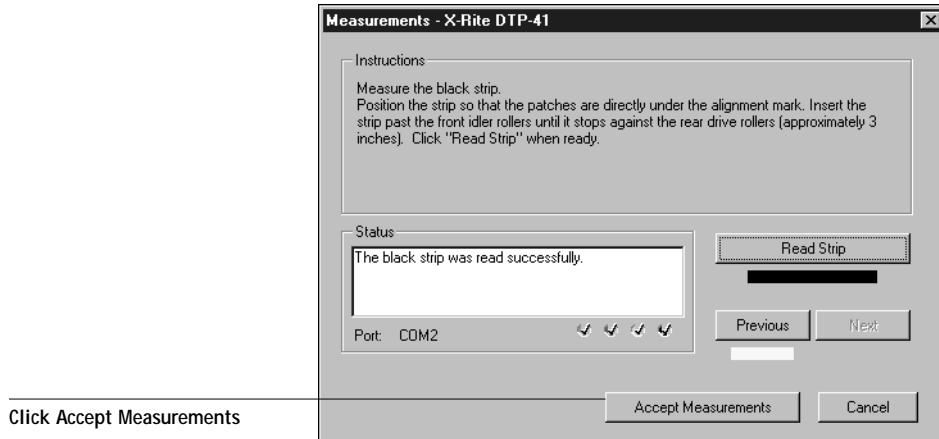 Measurements - X-Rite DTP-41
Instructions
Measure the black strip.
Position the strip so that the patches are directly under the alignment mark. Insert the
strip past the front idler rollers until it stops against the rear drive rollers (approximately 3
inches). Click "Read Strip" when ready.
Status
The black strip was read successfully.
Read Strip
Port: COM2
Previous
Next
Click Accept Measurements
Accept Measurements
Cancel